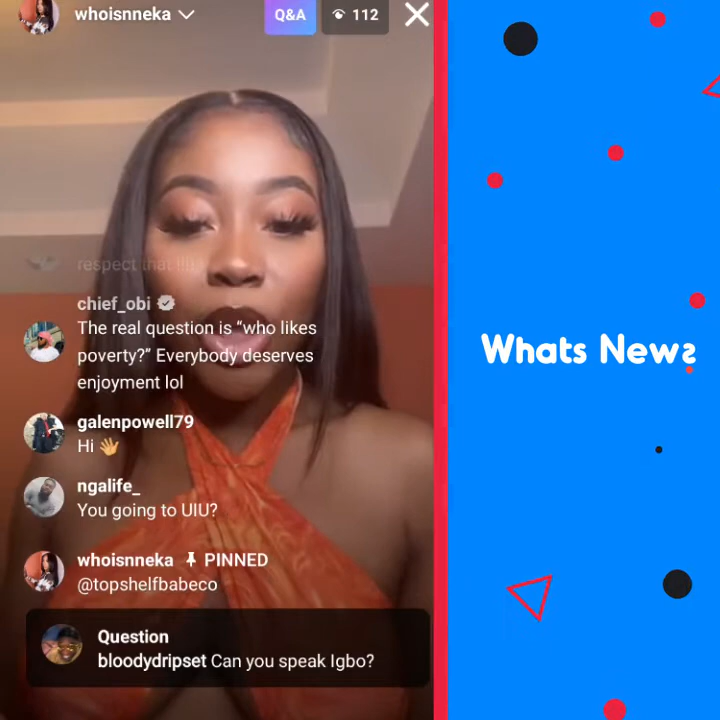 whoisnneka
Q&A
112
respect that !!!!
chief_obi
The real question is “who likes
poverty?” Everybody deserves
enjoyment lol
galenpowell79
Hi 👋
ngalife_
You going to UIU?
whoisnneka PINNED
@topshelfbabeco
Question
bloodydripset Can you speak Igbo?
Whats News